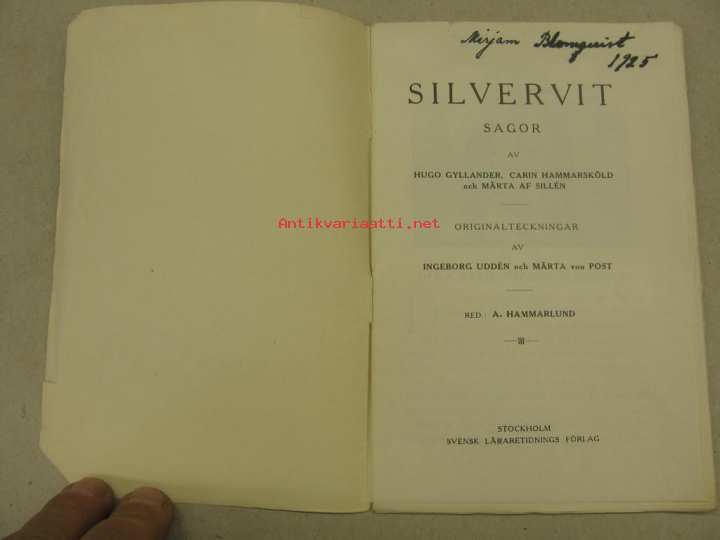 Mirjam Blomquist
1925
SILVERVIT
SAGOR
AV
HUGO GYLLANDER, CARIN HAMMARSKÖLD
och MÄRTA AF SILLÉN
Antikvariaatti.net
ORIGINALTECKNINGAR
AV
INGEBORG UDDÉN och MÄRTA von POST
RED.: A. HAMMARLUND
STOCKHOLM
SVENSK LÄRARETIDNINGS FÖRLAG